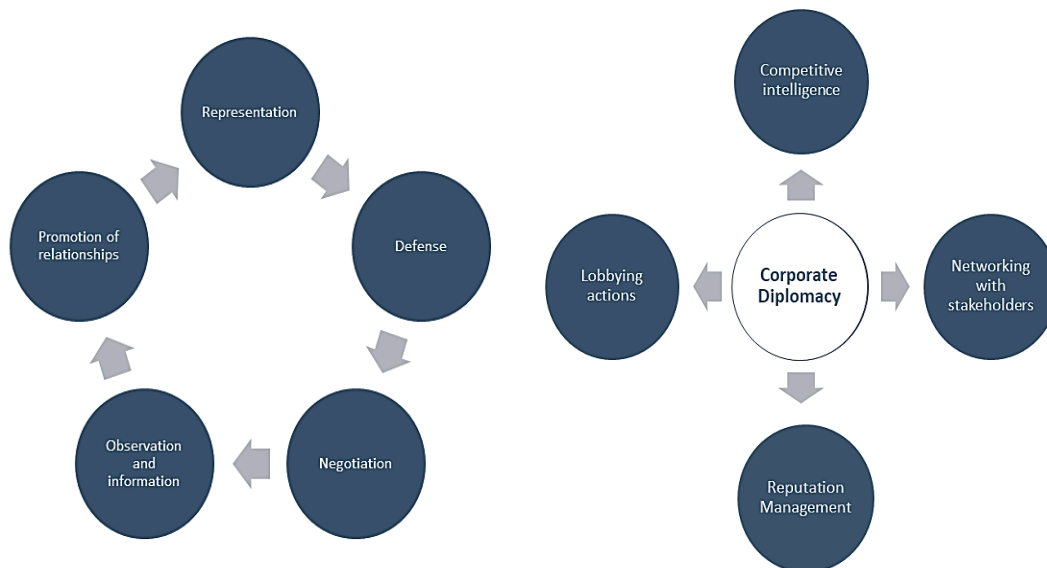 Representation
Defense
Negotiation
Observation
and
information
Promotion of
relationships
Competitive
intelligence
Lobbying
actions
Corporate
Diplomacy
Networking
with
stakeholders
Reputation
Management